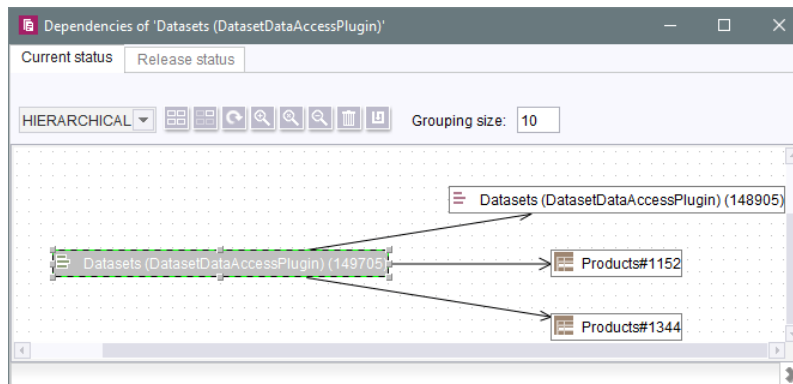 Dependencies of 'Datasets (DatasetDataAccessPlugin)'
Current status Release status
HIERARCHICAL Grouping size: 10
Datasets (DatasetDataAccessPlugin) (148905)
Datasets (DatasetDataAccessPlugin) (149705)
Products#1152
Products#1344